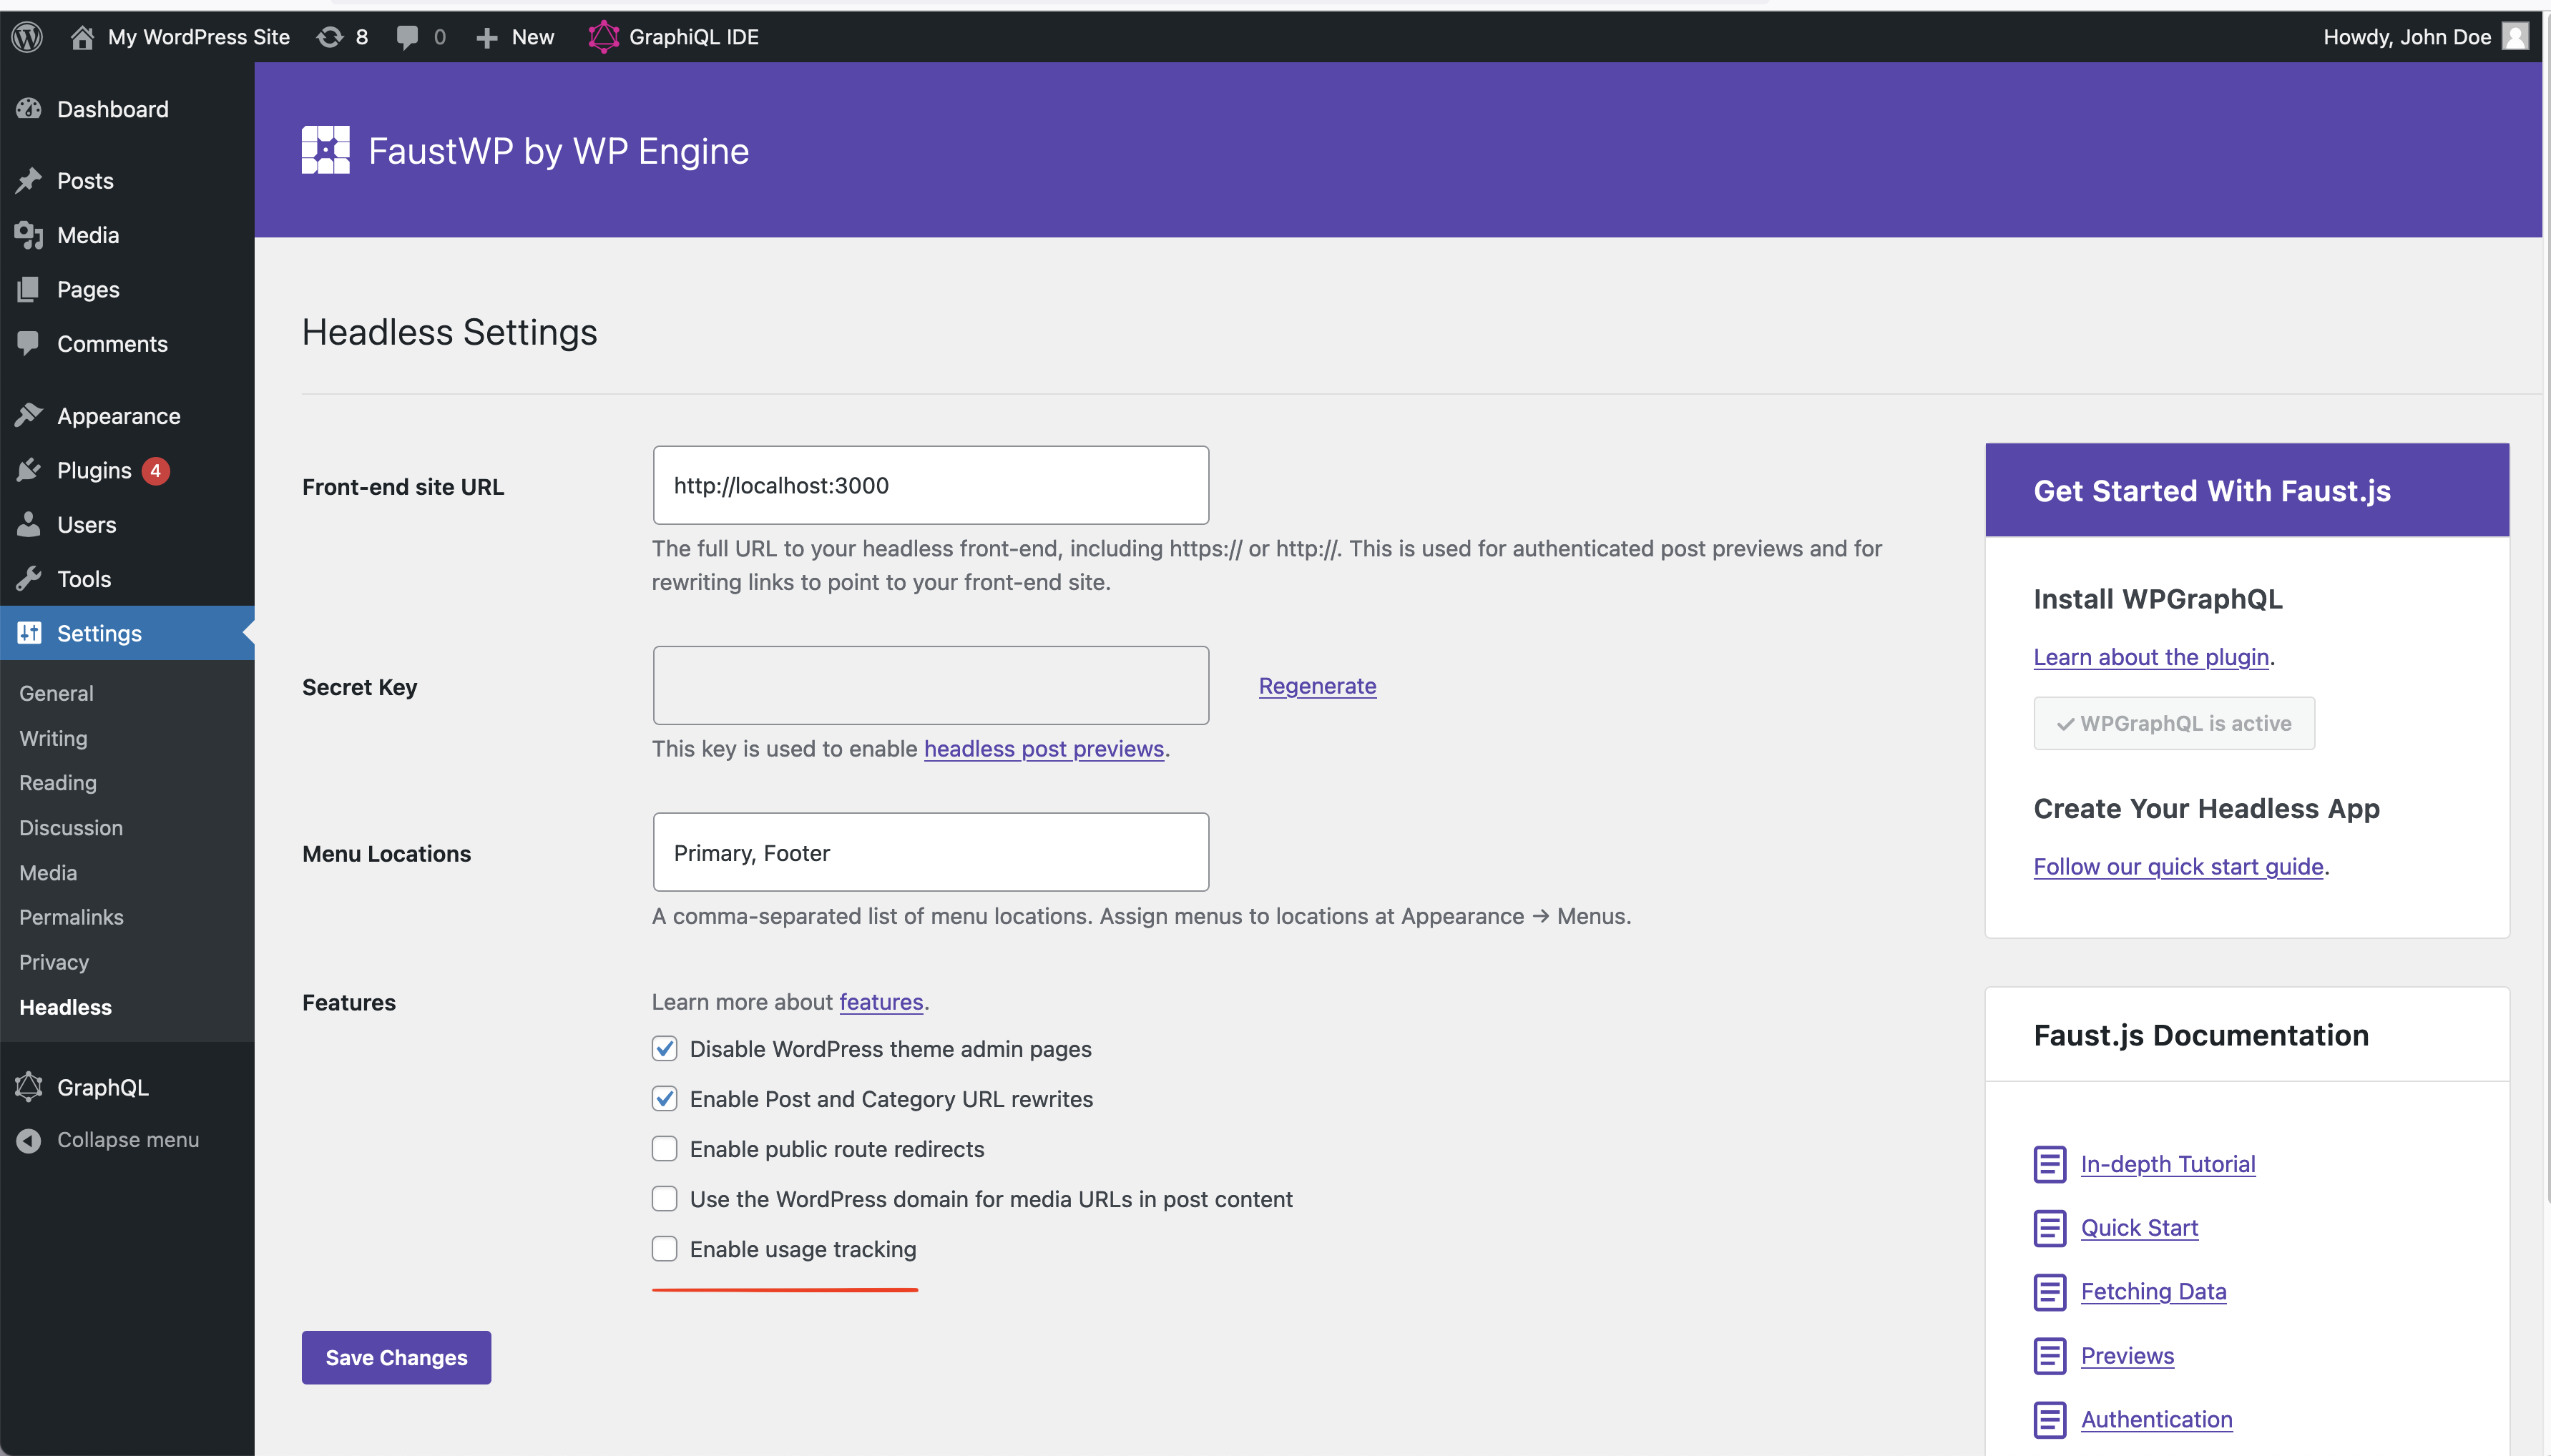 My WordPress Site 8 0 New GraphiQL IDE Howdy, John Doe
Dashboard
Posts
Media
Pages
Comments
Appearance
Plugins 4
Users
Tools
Settings
General
Writing
Reading
Discussion
Media
Permalinks
Privacy
Headless
GraphQL
Collapse menu
FaustWP by WP Engine
Headless Settings
Front-end site URL
http://localhost:3000
The full URL to your headless front-end, including https:// or http://. This is used for authenticated post previews and for
rewriting links to point to your front-end site.
Secret Key
Regenerate
This key is used to enable headless post previews.
Menu Locations
Primary, Footer
A comma-separated list of menu locations. Assign menus to locations at Appearance → Menus.
Features
Learn more about features.
Disable WordPress theme admin pages
Enable Post and Category URL rewrites
Enable public route redirects
Use the WordPress domain for media URLs in post content
Enable usage tracking
Save Changes
Get Started With Faust.js
Install WPGraphQL
Learn about the plugin.
WPGraphQL is active
Create Your Headless App
Follow our quick start guide.
Faust.js Documentation
In-depth Tutorial
Quick Start
Fetching Data
Previews
Authentication